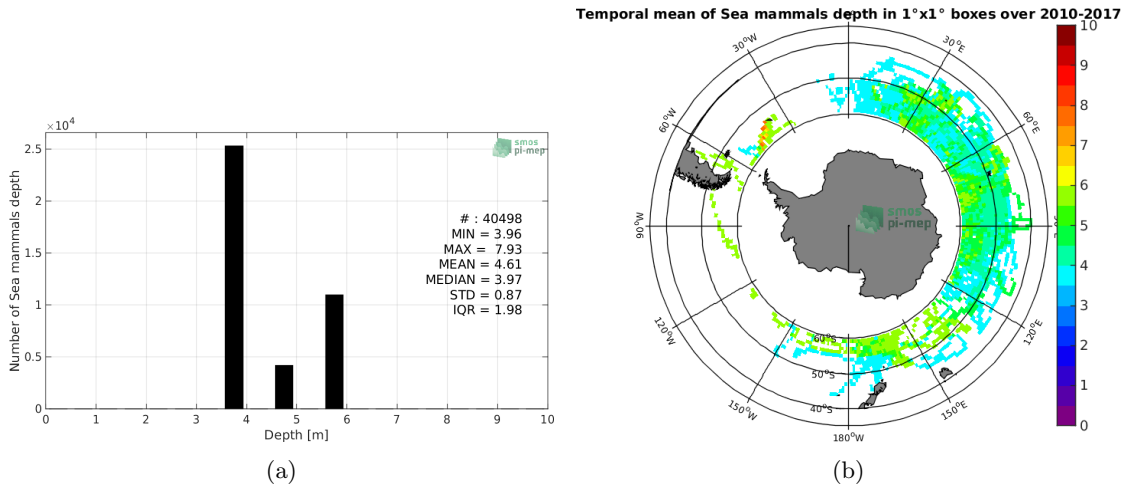 Temporal mean of Sea mammals depth in 1°x1° boxes over 2010-2017
×10⁴
2.5
2
1.5
1
0.5
0
Number of Sea mammals depth
0 1 2 3 4 5 6 7 8 9 10
Depth [m]
smos
pi-mep
# : 40498
MIN = 3.96
MAX = 7.93
MEAN = 4.61
MEDIAN = 3.97
STD = 0.87
IQR = 1.98
(a)
30°W
30°E
60°W
60°E
90°W
120°W
120°E
150°W
150°E
180°W
60°S
50°S
40°S
smos
pi-mep
10
9
8
7
6
5
4
3
2
1
0
(b)